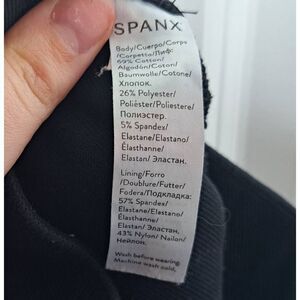 SPANX
Body/Cuerpo/Corps
/Corpetto/Лиф:
69% Cotton/
Algodón/Coton/
Baumwolle/Cotone/
Хлопок.
26% Polyester/
Poliéster/Poliestere/
Полиэстер.
5% Spandex/
Elastane/Elastano/
Élasthanne/
Elastan/ Эластан.
Lining/Forro
/Doublure/Futter/
Fodera/Подкладка:
57% Spandex/
Elastane/Elastano/
Élasthanne/
Elastan/ Эластан.
43% Nylon/ Nailon/
Нейлон.
Wash before wearing.
Machine wash cold,